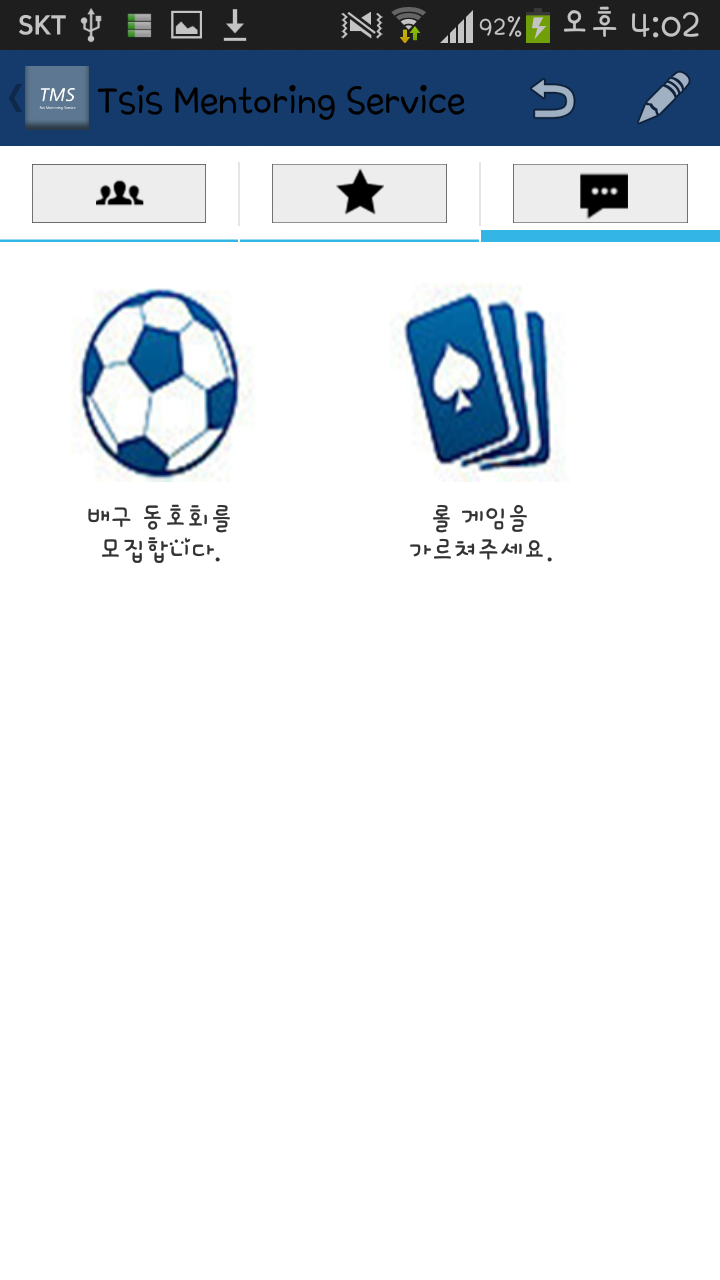 SKT 92% 오후 4:02
TMS
Tsis Mentoring Service
Tsis Mentoring Service
배구 동호회를
모집합니다.
롤 게임을
가르쳐주세요.